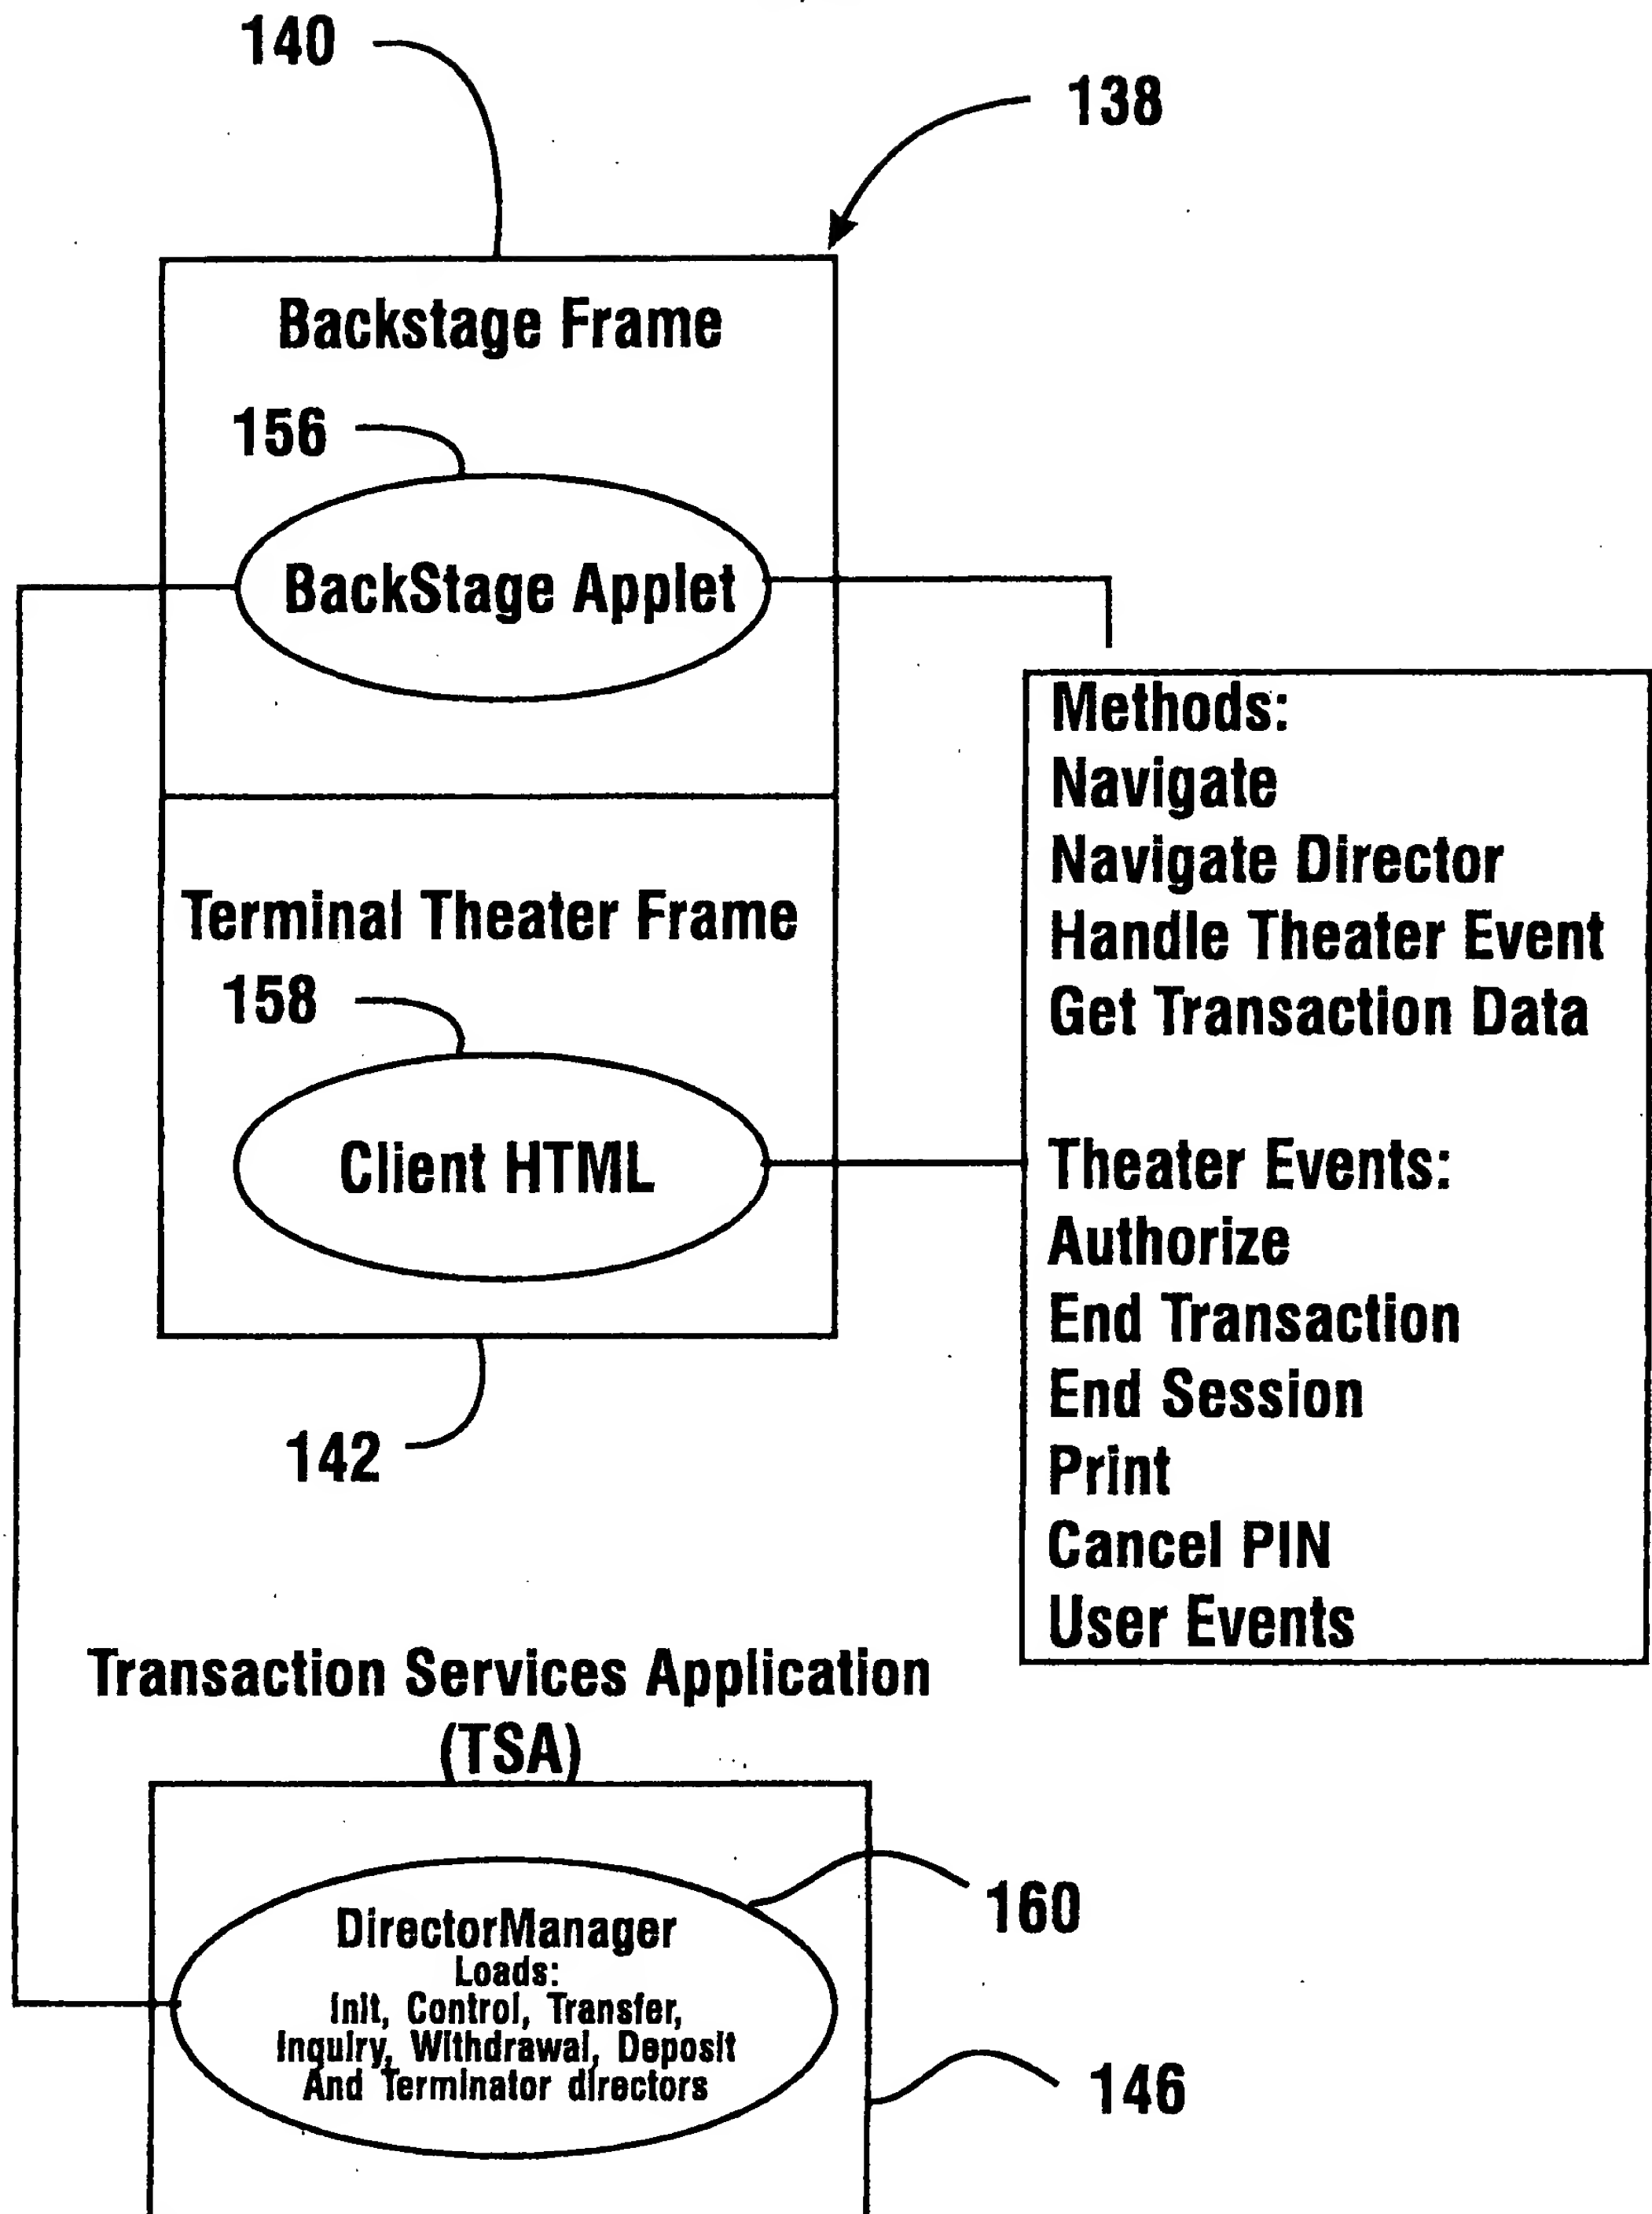 140
138
Backstage Frame
156
BackStage Applet
Methods:
Navigate
Navigate Director
Handle Theater Event
Get Transaction Data
Terminal Theater Frame
158
Client HTML
Theater Events:
Authorize
End Transaction
End Session
Print
Cancel PIN
User Events
142
Transaction Services Application
(TSA)
160
DirectorManager
Loads:
Init, Control, Transfer,
Inquiry, Withdrawal, Deposit
And Terminator directors
146